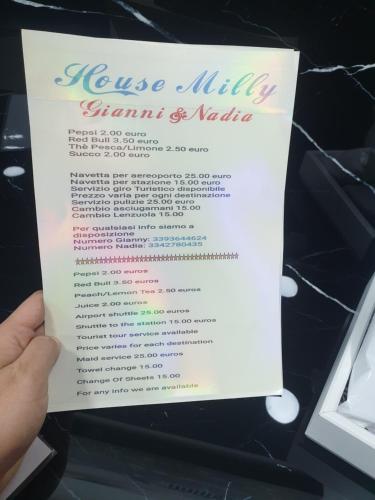 House Milly
Gianni & Nadia
Pepsi 2.00 euro
Red Bull 3.50 euro
Thè Pesca/Limone 2.50 euro
Succo 2.00 euro
Navetta per aereoporto 25.00 euro
Navetta per stazione 15.00 euro
Servizio giro Turistico disponibile
Prezzo varia per ogni destinazione
Servizio pulizie 25.00 euro
Cambio asciugamani 15.00
Cambio Lenzuola 15.00
Per qualsiasi info siamo a
disposizione
Numero Gianny: 3393644624
Numero Nadia: 3342780435
Pepsi 2.00 euros
Red Bull 3.50 euros
Peach/Lemon Tea 2.50 euros
Juice 2.00 euros
Airport shuttle 25.00 euros
Shuttle to the station 15.00 euros
Tourist tour service available
Price varies for each destination
Maid service 25.00 euros
Towel change 15.00
Change Of Sheets 15.00
For any info we are available